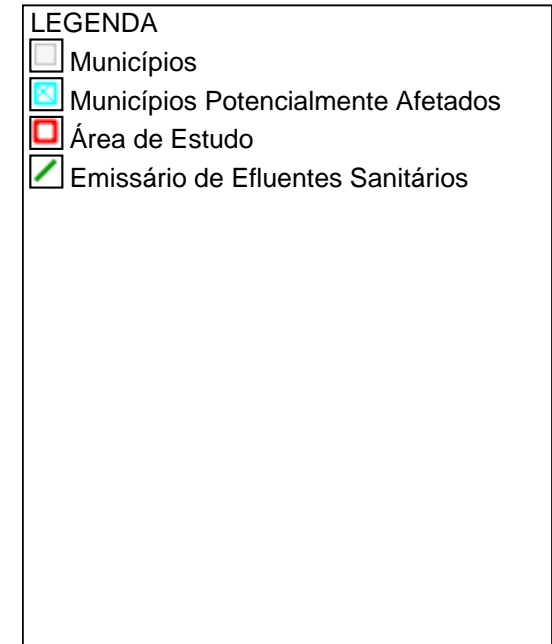 LEGENDA
Municípios
Municípios Potencialmente Afetados
Área de Estudo
Emissário de Efluentes Sanitários